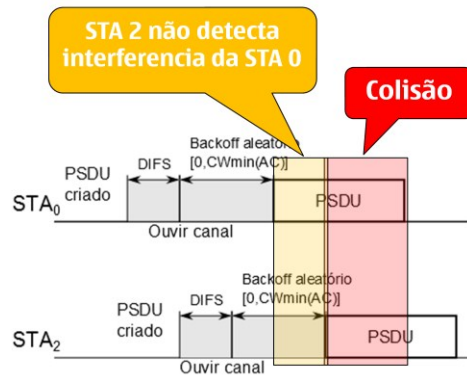 STA 2 não detecta
interferencia da STA 0
Colisão
Backoff aleatório
[0,CWmin(AC)]
PSDU
criado
DIFS
PSDU
STA0
Ouvir canal
Backoff aleatório
[0,CWmin(AC)]
PSDU
criado
DIFS
PSDU
STA2
Ouvir canal